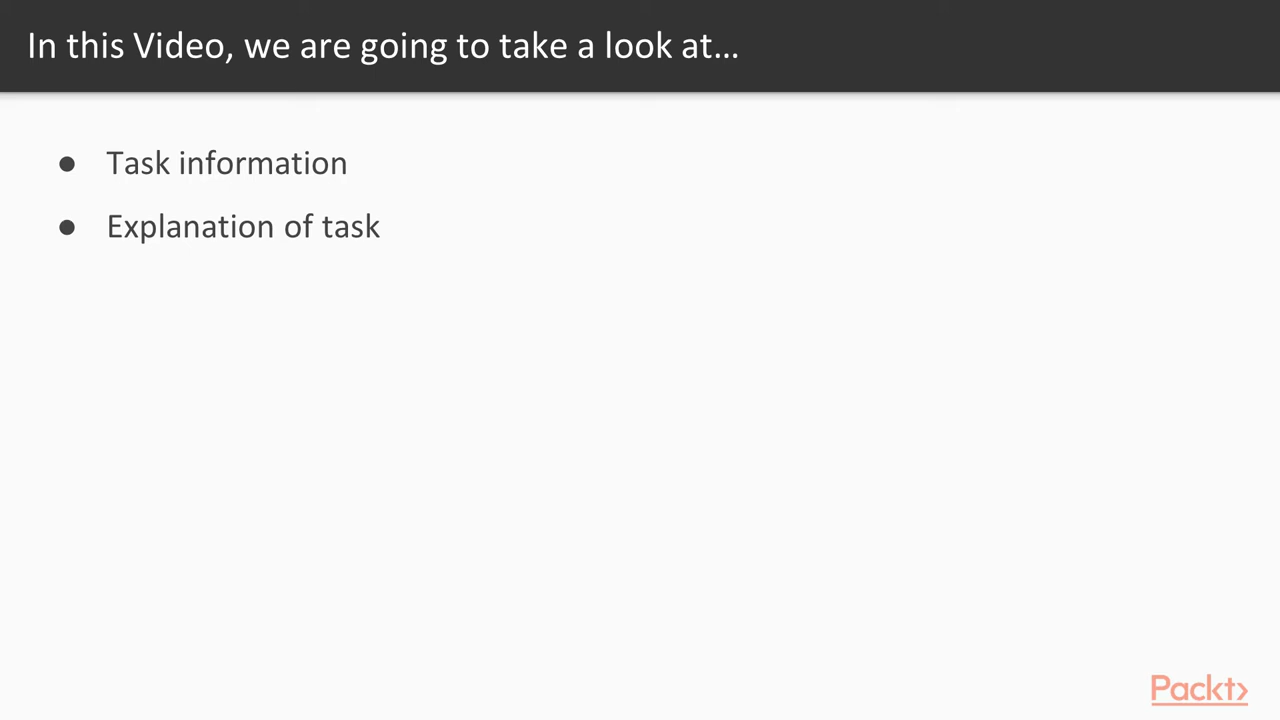 In this Video, we are going to take a look at…
● Task information
● Explanation of task
Packt>